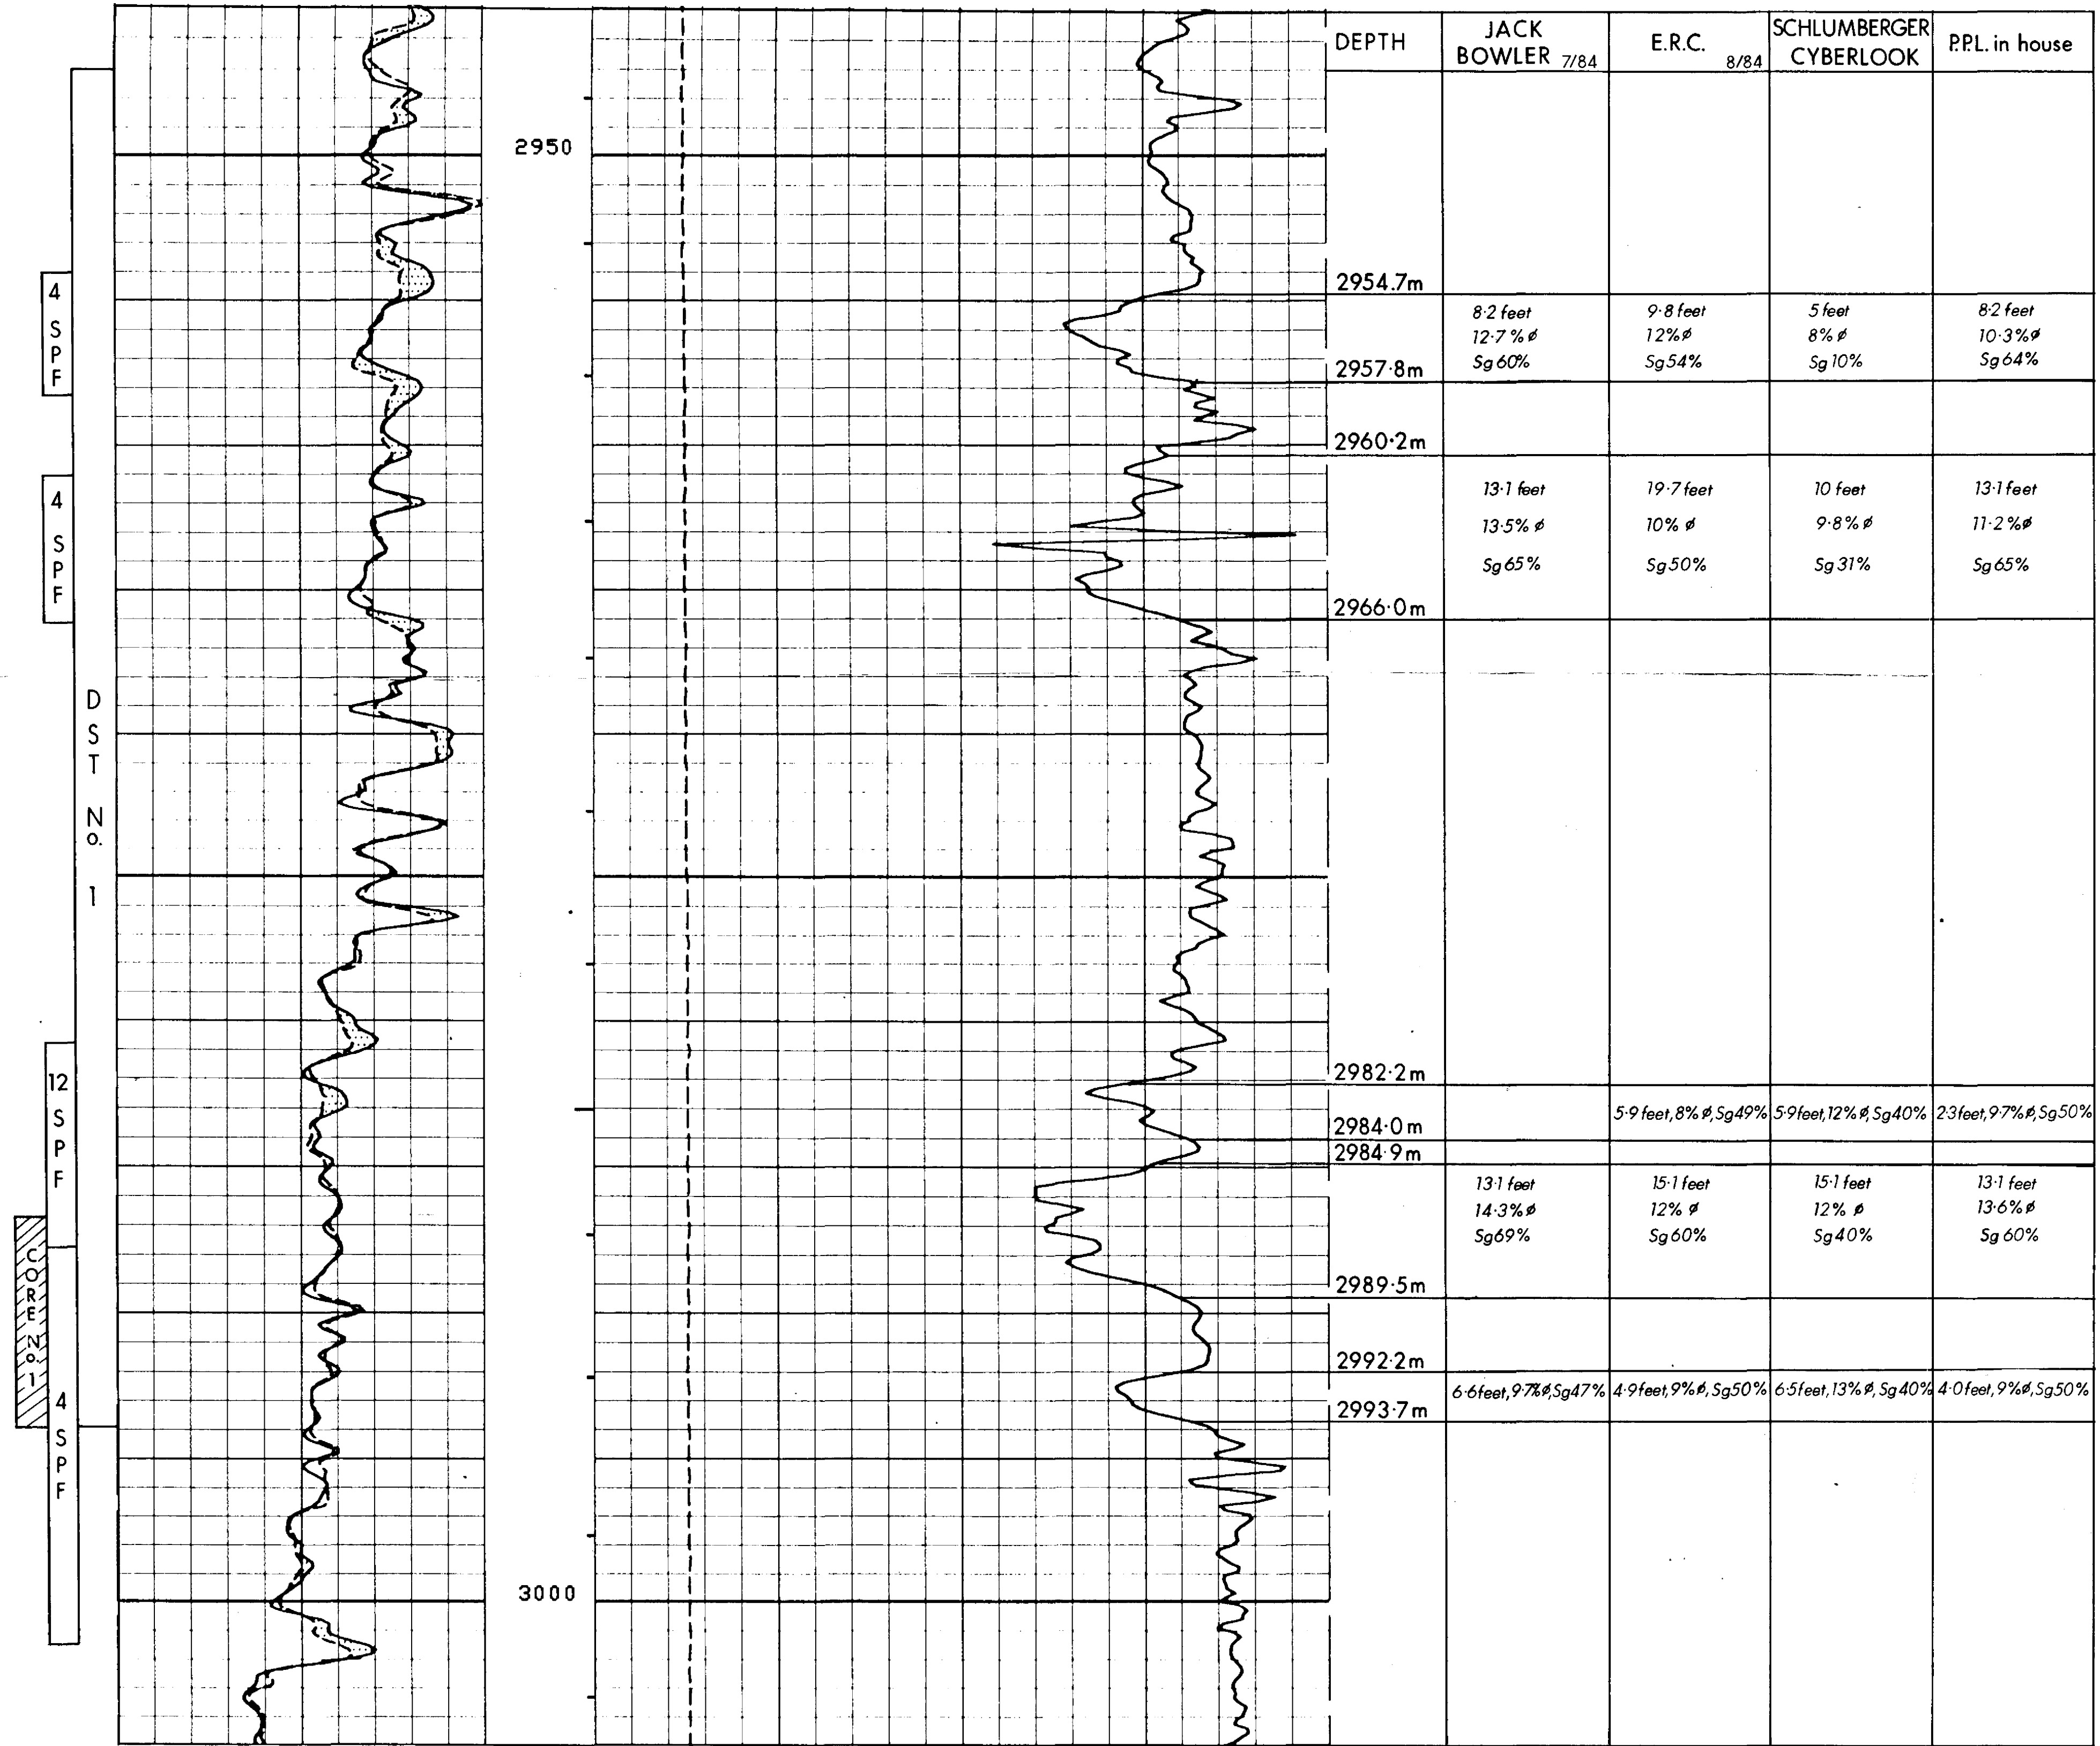 DEPTH
JACK BOWLER 7/84
E.R.C. 8/84
SCHLUMBERGER CYBERLOOK
P.P.L. in house
2950
2954.7m
8·2 feet 9·8 feet 5 feet 8·2 feet
12·7% ø 12% ø 8% ø 10·3% ø
Sg 60% Sg 54% Sg 10% Sg 64%
2957·8m
2960·2m
13·1 feet 19·7 feet 10 feet 13·1 feet
13·5% ø 10% ø 9·8% ø 11·2% ø
Sg 65% Sg 50% Sg 31% Sg 65%
2966·0m
2982·2m
5·9 feet, 8% ø, Sg 49% 5·9 feet, 12% ø, Sg 40% 2·3 feet, 9·7% ø, Sg 50%
2984·0m
2984·9m
13·1 feet 15·1 feet 15·1 feet 13·1 feet
14·3% ø 12% ø 12% ø 13·6% ø
Sg 69% Sg 60% Sg 40% Sg 60%
2989·5m
2992·2m
6·6 feet, 9·7% ø, Sg 47% 4·9 feet, 9% ø, Sg 50% 6·5 feet, 13% ø, Sg 40% 4·0 feet, 9% ø, Sg 50%
2993·7m
3000
4 SPF
4 SPF
DST No. 1
12 SPF
CORE No. 1
4 SPF